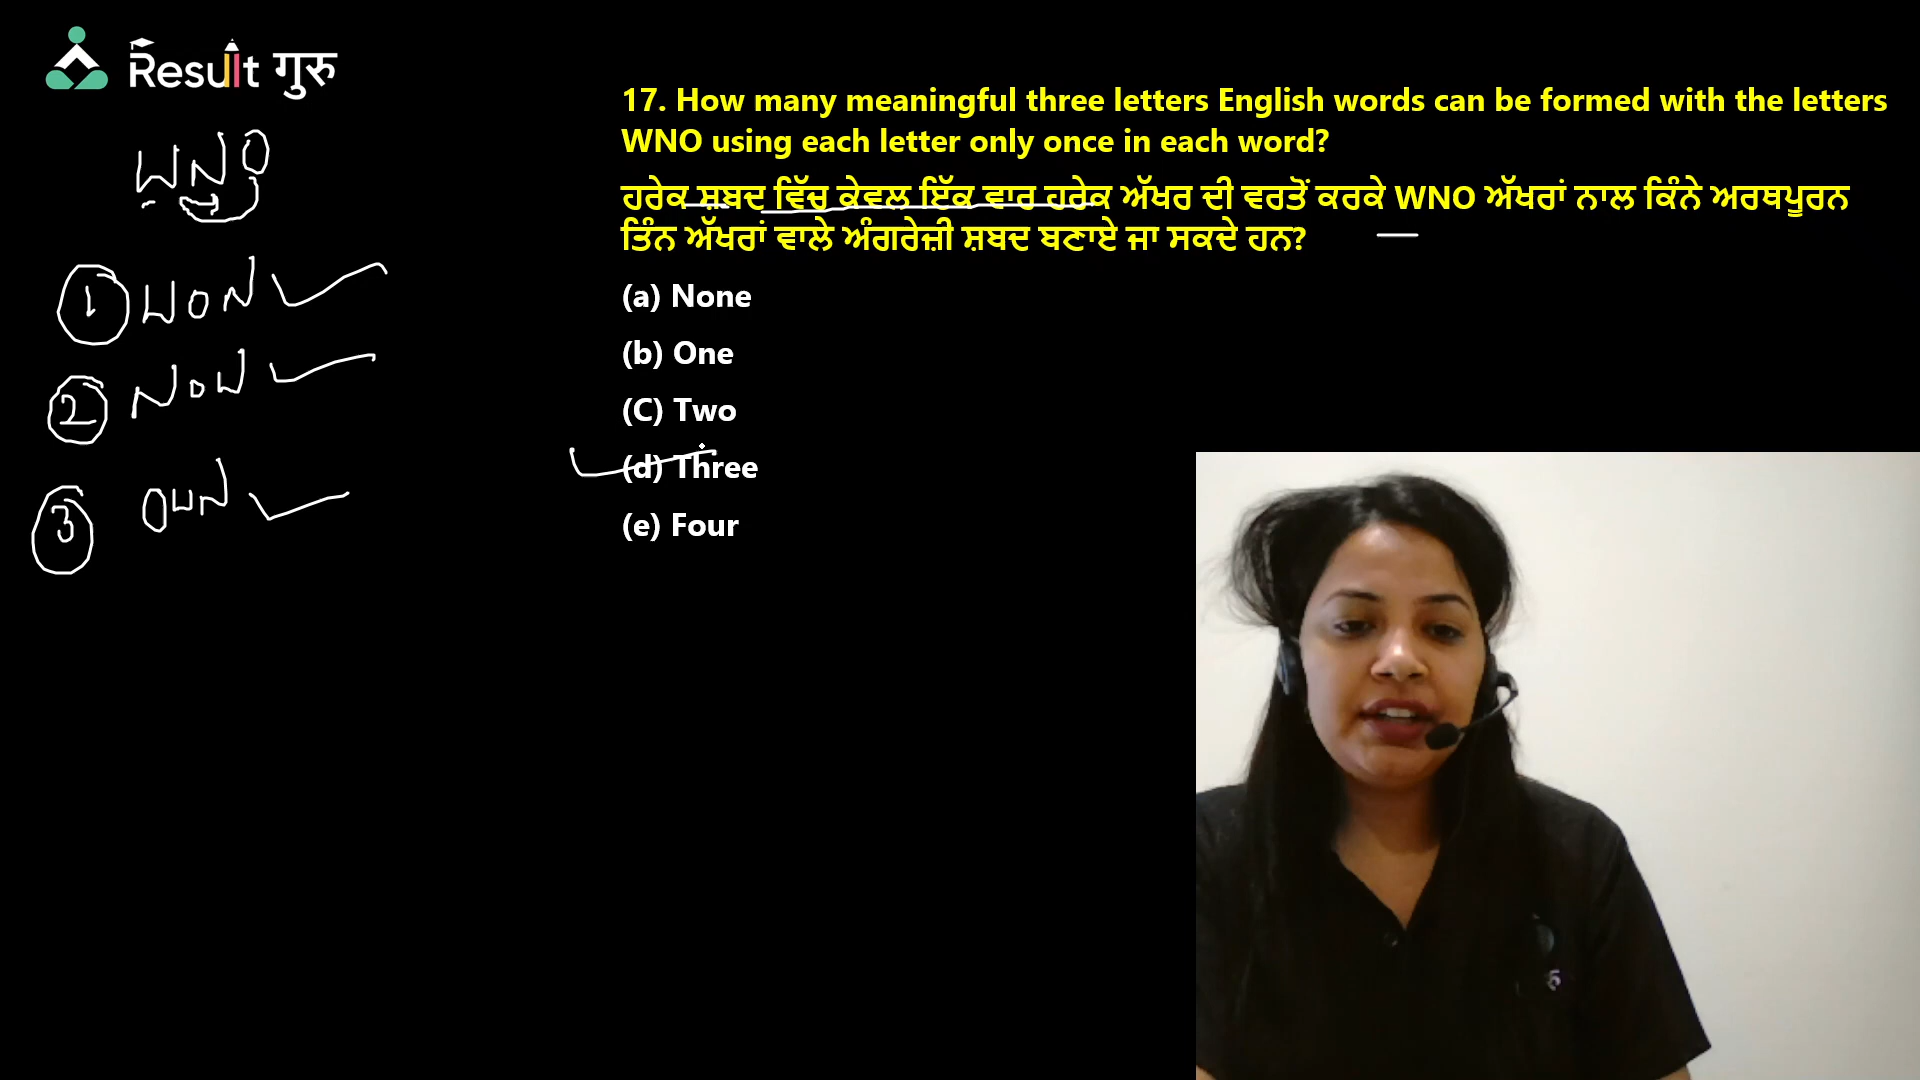 Result गुरु
17. How many meaningful three letters English words can be formed with the letters
WNO using each letter only once in each word?
ਹਰੇਕ ਸ਼ਬਦ ਵਿੱਚ ਕੇਵਲ ਇੱਕ ਵਾਰ ਹਰੇਕ ਅੱਖਰ ਦੀ ਵਰਤੋਂ ਕਰਕੇ WNO ਅੱਖਰਾਂ ਨਾਲ ਕਿੰਨੇ ਅਰਥਪੂਰਨ
ਤਿੰਨ ਅੱਖਰਾਂ ਵਾਲੇ ਅੰਗਰੇਜ਼ੀ ਸ਼ਬਦ ਬਣਾਏ ਜਾ ਸਕਦੇ ਹਨ?
(a) None
(b) One
(C) Two
(d) Three
(e) Four
WNO
1 WON
2 NOW
3 OWN